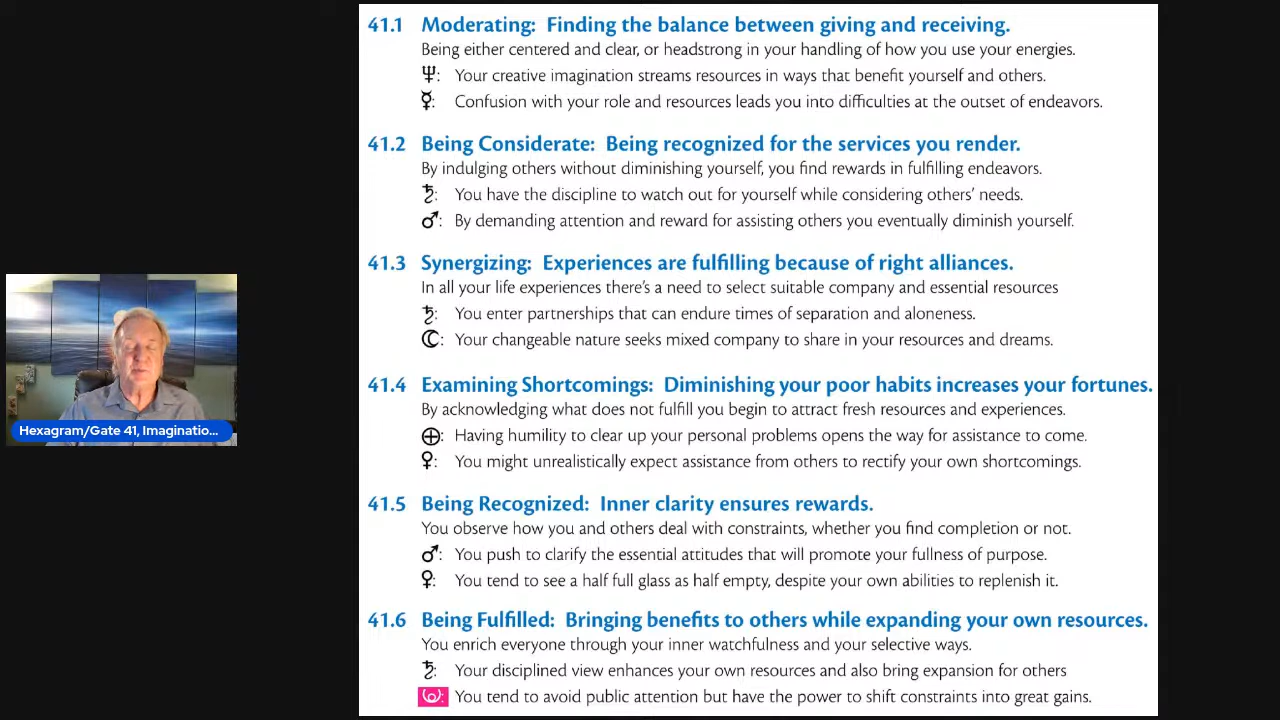 41.1 Moderating: Finding the balance between giving and receiving.
Being either centered and clear, or headstrong in your handling of how you use your energies.
♆: Your creative imagination streams resources in ways that benefit yourself and others.
☿: Confusion with your role and resources leads you into difficulties at the outset of endeavors.
41.2 Being Considerate: Being recognized for the services you render.
By indulging others without diminishing yourself, you find rewards in fulfilling endeavors.
♄: You have the discipline to watch out for yourself while considering others’ needs.
♂: By demanding attention and reward for assisting others you eventually diminish yourself.
41.3 Synergizing: Experiences are fulfilling because of right alliances.
In all your life experiences there’s a need to select suitable company and essential resources
♄: You enter partnerships that can endure times of separation and aloneness.
☾: Your changeable nature seeks mixed company to share in your resources and dreams.
41.4 Examining Shortcomings: Diminishing your poor habits increases your fortunes.
By acknowledging what does not fulfill you begin to attract fresh resources and experiences.
⊕: Having humility to clear up your personal problems opens the way for assistance to come.
♀: You might unrealistically expect assistance from others to rectify your own shortcomings.
41.5 Being Recognized: Inner clarity ensures rewards.
You observe how you and others deal with constraints, whether you find completion or not.
♂: You push to clarify the essential attitudes that will promote your fullness of purpose.
♀: You tend to see a half full glass as half empty, despite your own abilities to replenish it.
41.6 Being Fulfilled: Bringing benefits to others while expanding your own resources.
You enrich everyone through your inner watchfulness and your selective ways.
♄: Your disciplined view enhances your own resources and also bring expansion for others
: You tend to avoid public attention but have the power to shift constraints into great gains.
Hexagram/Gate 41, Imaginatio...